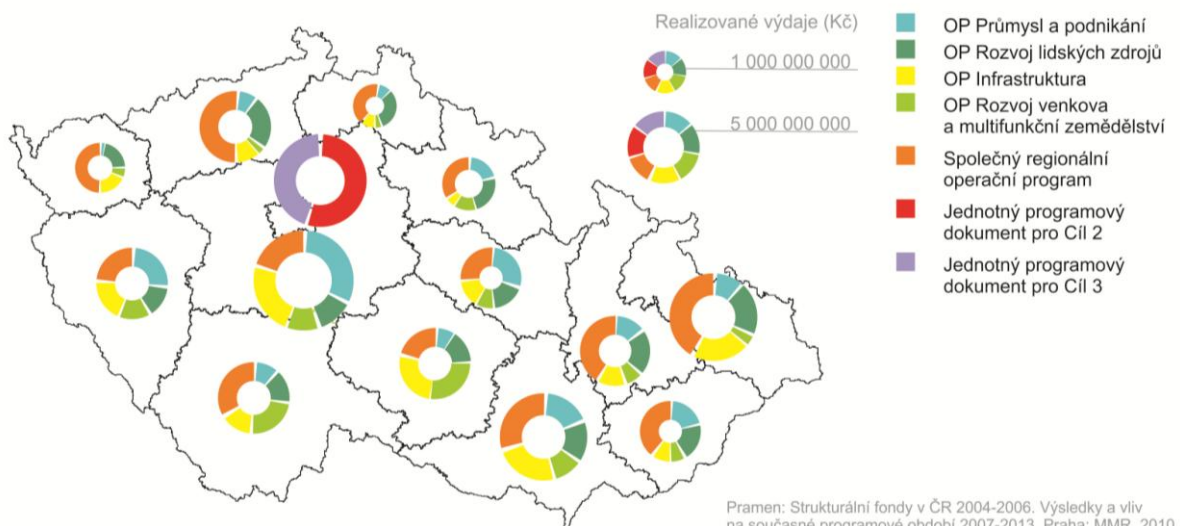 Realizované výdaje (Kč)
1 000 000 000
5 000 000 000
OP Průmysl a podnikání
OP Rozvoj lidských zdrojů
OP Infrastruktura
OP Rozvoj venkova
a multifunkční zemědělství
Společný regionální
operační program
Jednotný programový
dokument pro Cíl 2
Jednotný programový
dokument pro Cíl 3
Pramen: Strukturální fondy v ČR 2004-2006. Výsledky a vliv
na současné programové období 2007-2013. Praha: MMR, 2010